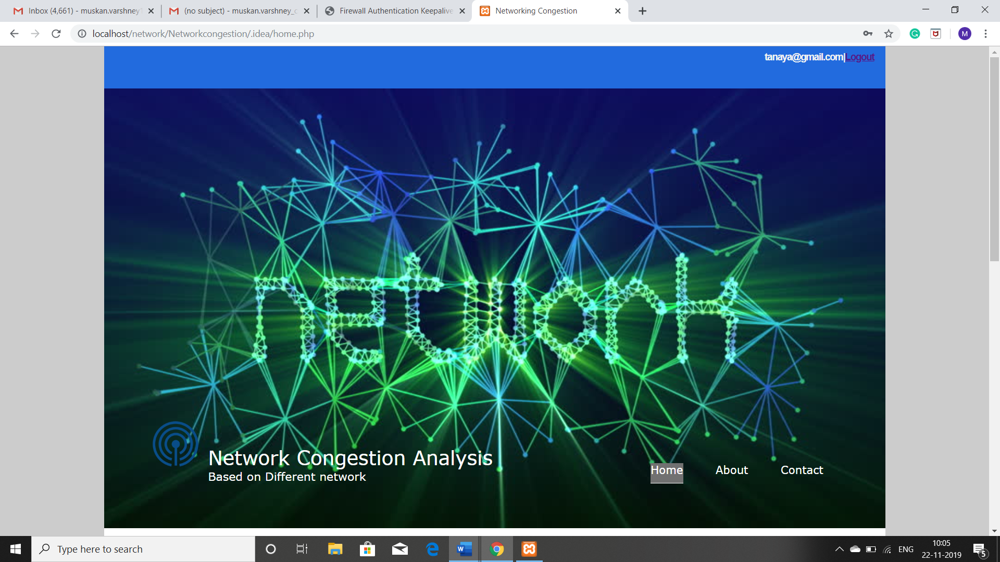 Inbox (4,661) - muskan.varshney1
(no subject) - muskan.varshney_c
Firewall Authentication Keepalive
Networking Congestion
localhost/network/Networkcongestion/.idea/home.php
M
tanaya@gmail.com|Logout
network
Network Congestion Analysis
Based on Different network
Home
About
Contact
Type here to search
ENG
10:05
22-11-2019
5